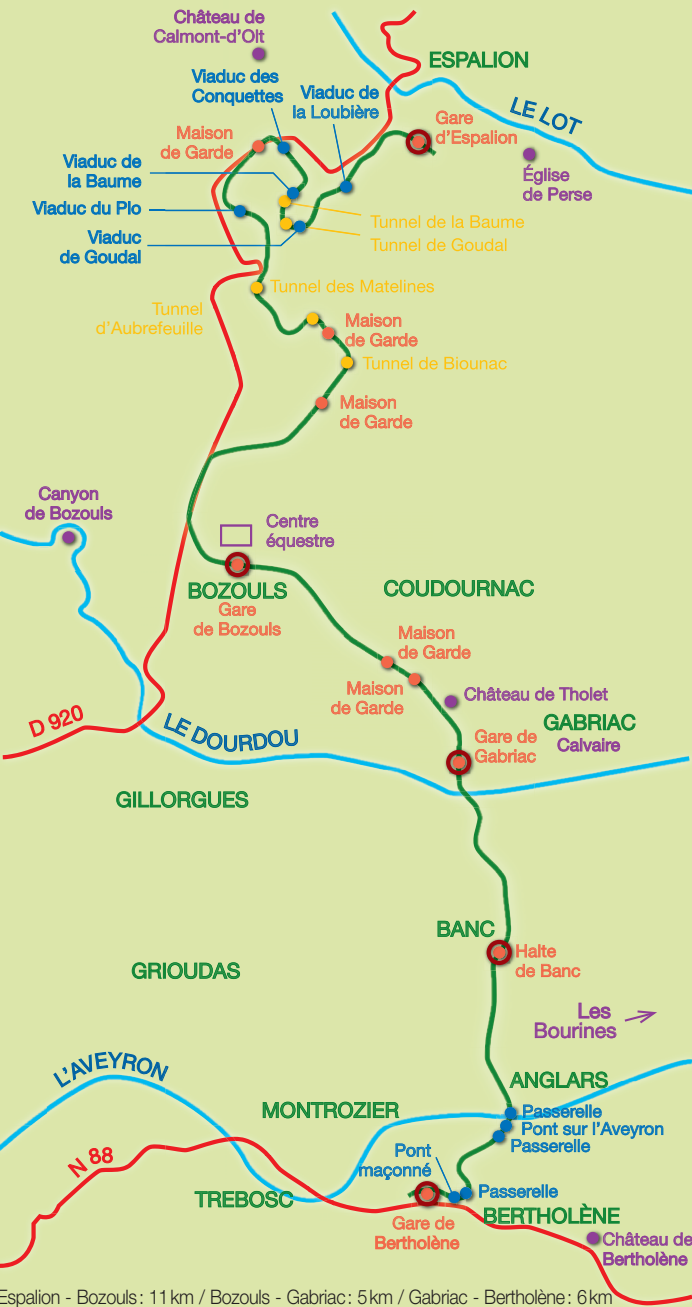 Château de
Calmont-d'Olt
ESPALION
Viaduc des
Conquettes
Viaduc de
la Loubière
LE LOT
Maison
de Garde
Gare
d'Espalion
Viaduc de
la Baume
Église
de Perse
Viaduc du Plo
Tunnel de la Baume
Viaduc
de Goudal
Tunnel de Goudal
Tunnel des Matelines
Tunnel
d'Aubrefeuille
Maison
de Garde
Tunnel de Biounac
Maison
de Garde
Canyon
de Bozouls
Centre
équestre
BOZOULS
COUDOURNAC
Gare
de Bozouls
Maison
de Garde
Maison
de Garde
Château de Tholet
D 920
LE DOURDOU
GABRIAC
Calvaire
Gare de
Gabriac
GILLORGUES
BANC
Halte
de Banc
GRIOUDAS
Les
Bourines
L'AVEYRON
ANGLARS
MONTROZIER
Passerelle
Pont sur l'Aveyron
Passerelle
N 88
Pont
maçonné
TREBOSC
Passerelle
BERTHOLÈNE
Gare de
Bertholène
Château de
Bertholène
Espalion - Bozouls : 11 km / Bozouls - Gabriac : 5 km / Gabriac - Bertholène : 6 km